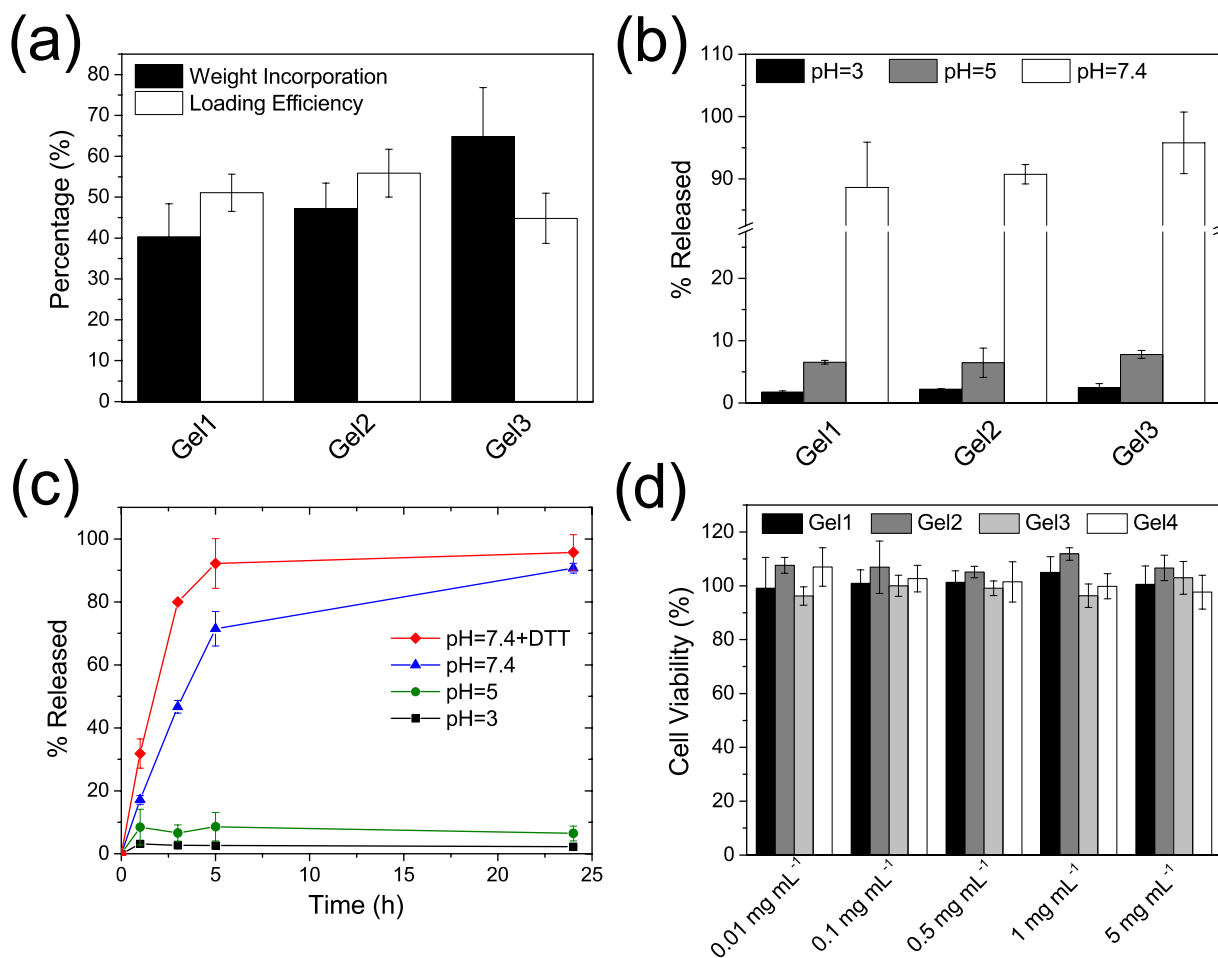 (a)
Weight Incorporation
Loading Efficiency
Percentage (%)
85
80
75
70
65
60
55
50
40
30
20
10
0
Gel1
Gel2
Gel3
(b)
pH=3
pH=5
pH=7.4
% Released
110
100
90
20
10
0
Gel1
Gel2
Gel3
(c)
% Released
100
80
60
40
20
0
pH=7.4+DTT
pH=7.4
pH=5
pH=3
0
5
10
15
20
25
Time (h)
(d)
Gel1
Gel2
Gel3
Gel4
Cell Viability (%)
120
100
80
60
40
20
0
0.01 mg mL⁻¹
0.1 mg mL⁻¹
0.5 mg mL⁻¹
1 mg mL⁻¹
5 mg mL⁻¹